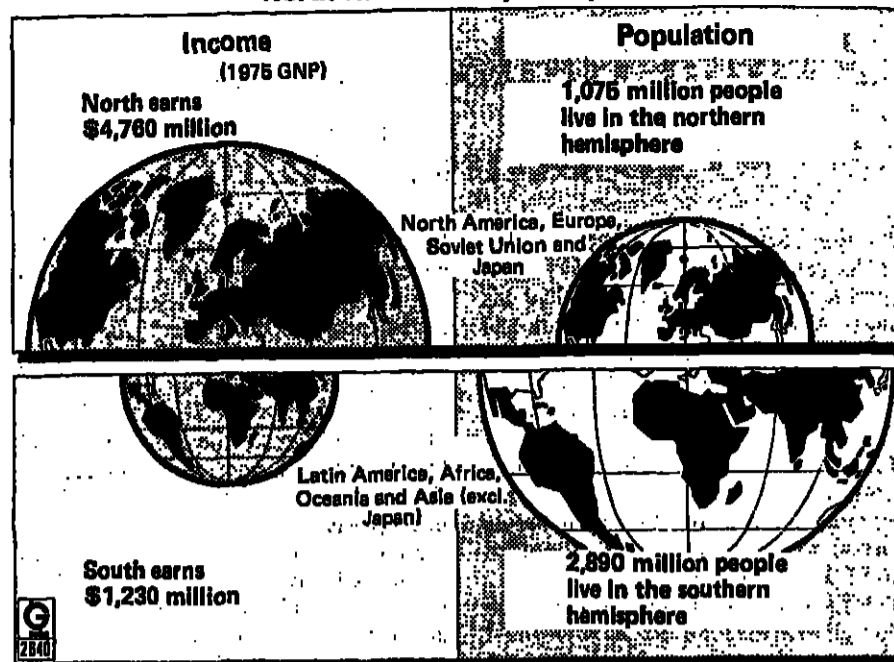 Income
(1975 GNP)
North earns
$4,760 million
Population
1,075 million people
live in the northern
hemisphere
North America, Europe,
Soviet Union and
Japan
Latin America, Africa,
Oceania and Asia (excl.
Japan)
South earns
$1,230 million
2,890 million people
live in the southern
hemisphere
G
2840